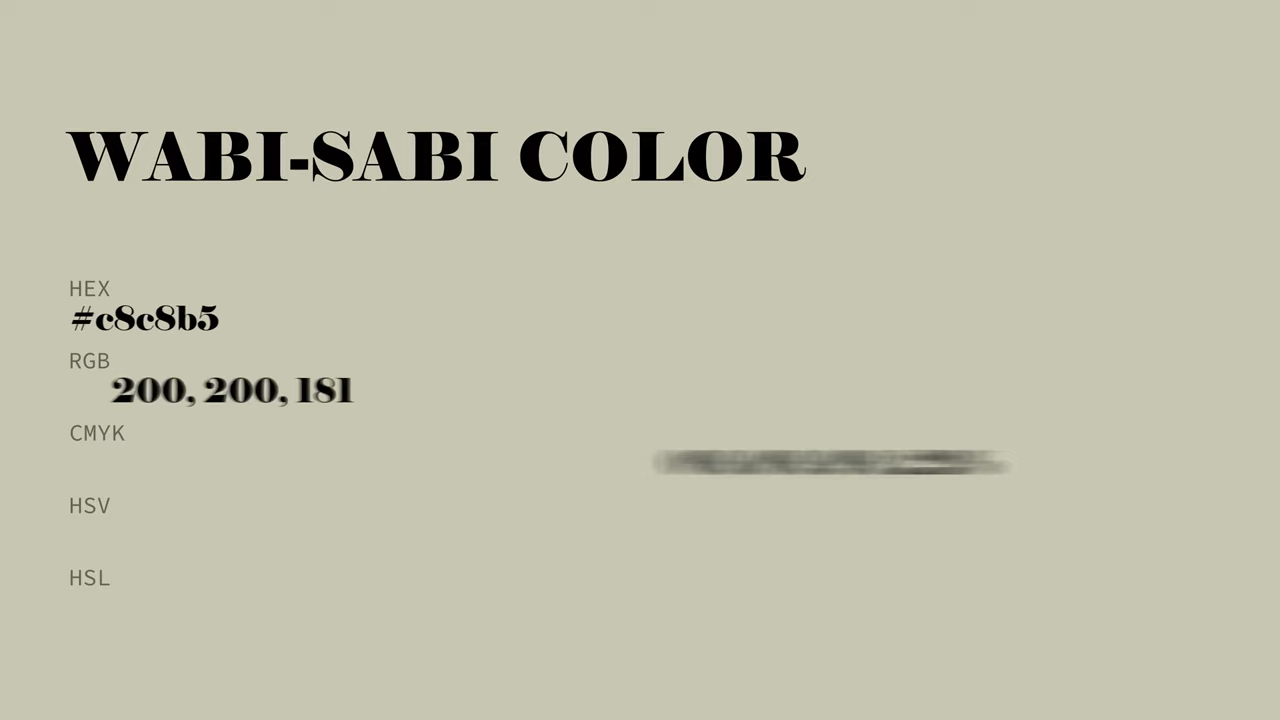 WABI-SABI COLOR
HEX
#c8c8b5
RGB
200, 200, 181
CMYK
HSV
HSL